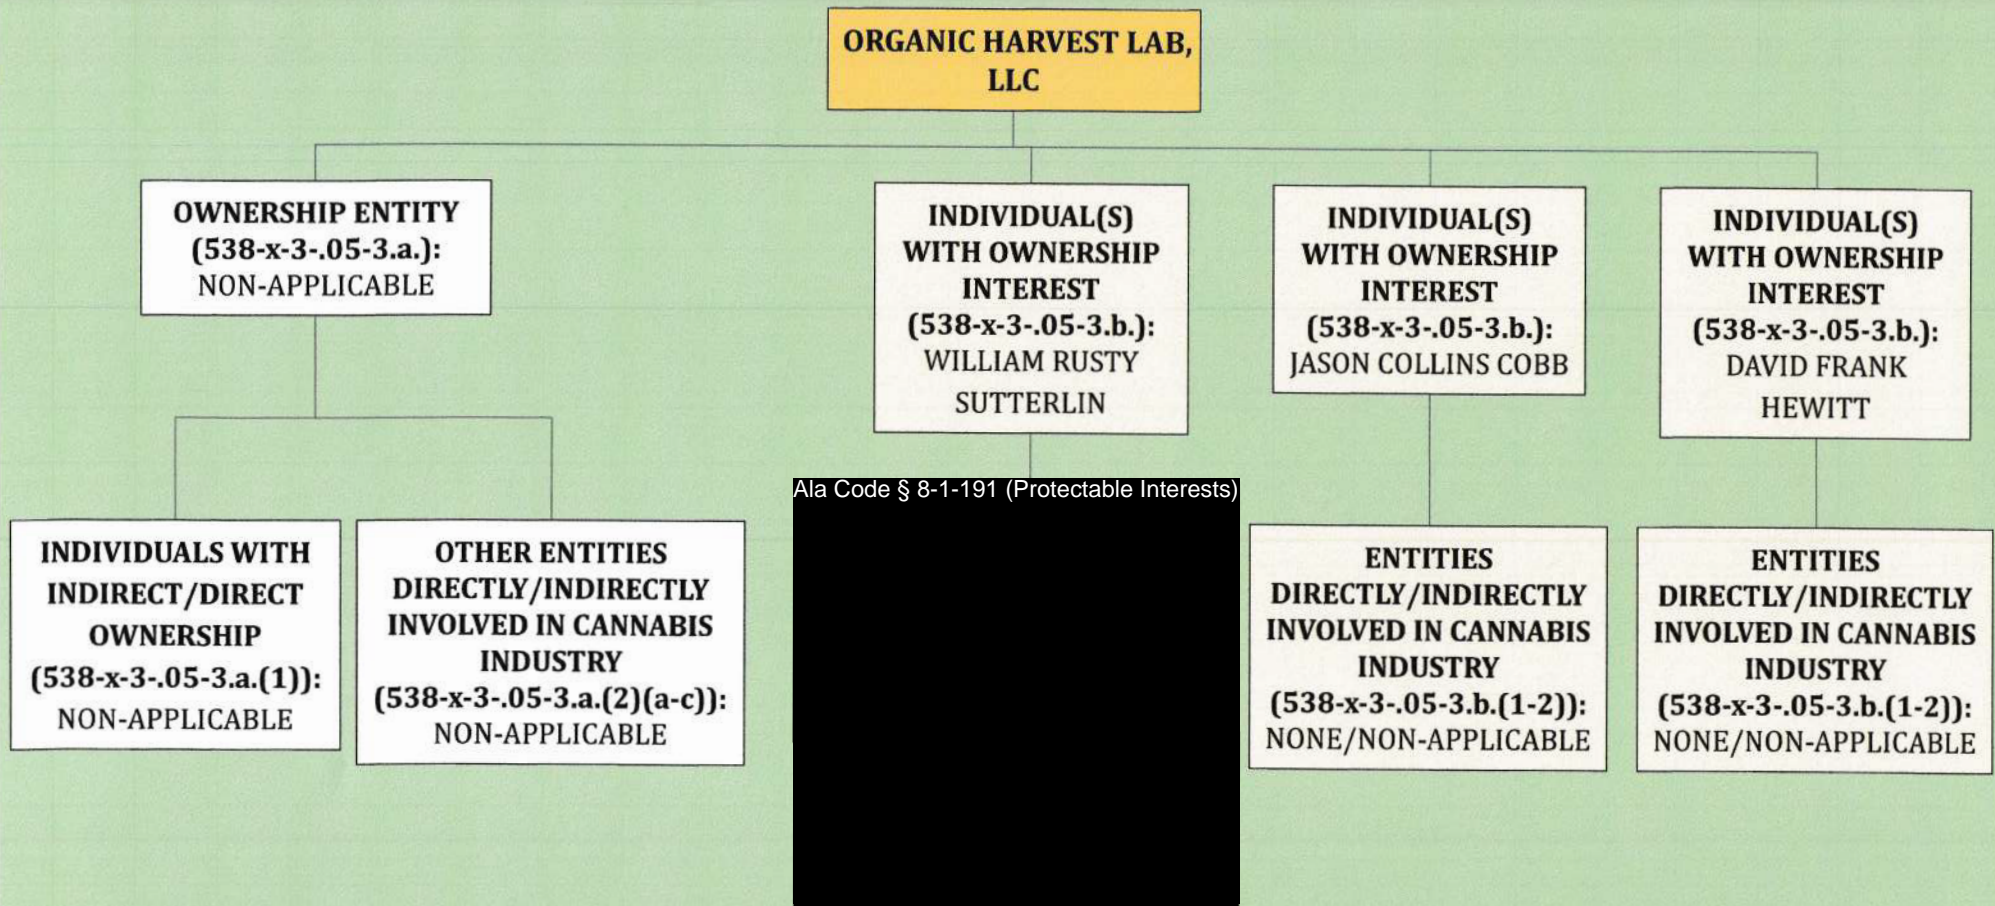 ORGANIC HARVEST LAB,
LLC
OWNERSHIP ENTITY
(538-x-3-.05-3.a.):
NON-APPLICABLE
INDIVIDUAL(S)
WITH OWNERSHIP
INTEREST
(538-x-3-.05-3.b.):
WILLIAM RUSTY
SUTTERLIN
INDIVIDUAL(S)
WITH OWNERSHIP
INTEREST
(538-x-3-.05-3.b.):
JASON COLLINS COBB
INDIVIDUAL(S)
WITH OWNERSHIP
INTEREST
(538-x-3-.05-3.b.):
DAVID FRANK
HEWITT
INDIVIDUALS WITH
INDIRECT/DIRECT
OWNERSHIP
(538-x-3-.05-3.a.(1)):
NON-APPLICABLE
OTHER ENTITIES
DIRECTLY/INDIRECTLY
INVOLVED IN CANNABIS
INDUSTRY
(538-x-3-.05-3.a.(2)(a-c)):
NON-APPLICABLE
Ala Code § 8-1-191 (Protectable Interests)
ENTITIES
DIRECTLY/INDIRECTLY
INVOLVED IN CANNABIS
INDUSTRY
(538-x-3-.05-3.b.(1-2)):
NONE/NON-APPLICABLE
ENTITIES
DIRECTLY/INDIRECTLY
INVOLVED IN CANNABIS
INDUSTRY
(538-x-3-.05-3.b.(1-2)):
NONE/NON-APPLICABLE